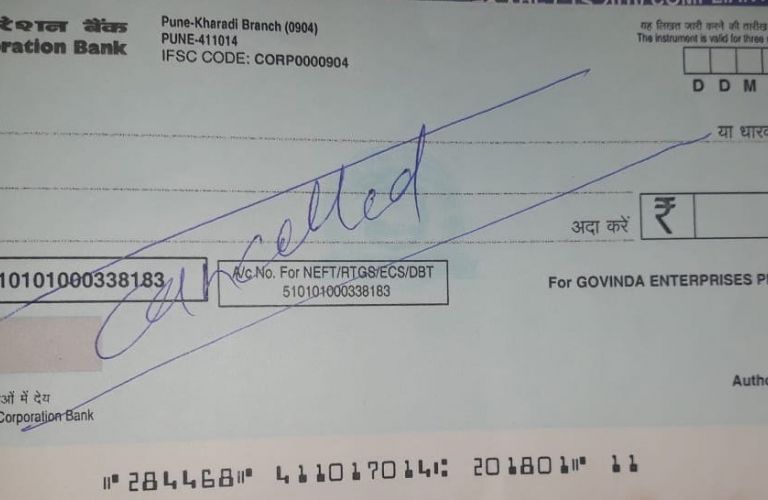 रेशन बैंक
ration Bank
Pune-Kharadi Branch (0904)
PUNE-411014
IFSC CODE: CORP0000904
यह लिखत जारी करने की तारीख
The instrument is valid for three
D D M
या धारक
cancelled
अदा करें ₹
10101000338183
A/c No. For NEFT/RTGS/ECS/DBT
510101000338183
For GOVINDA ENTERPRISES P
Autho
ओं में देय
Corporation Bank
⑈284468⑈ 411017014⑆ 201801⑈ 11